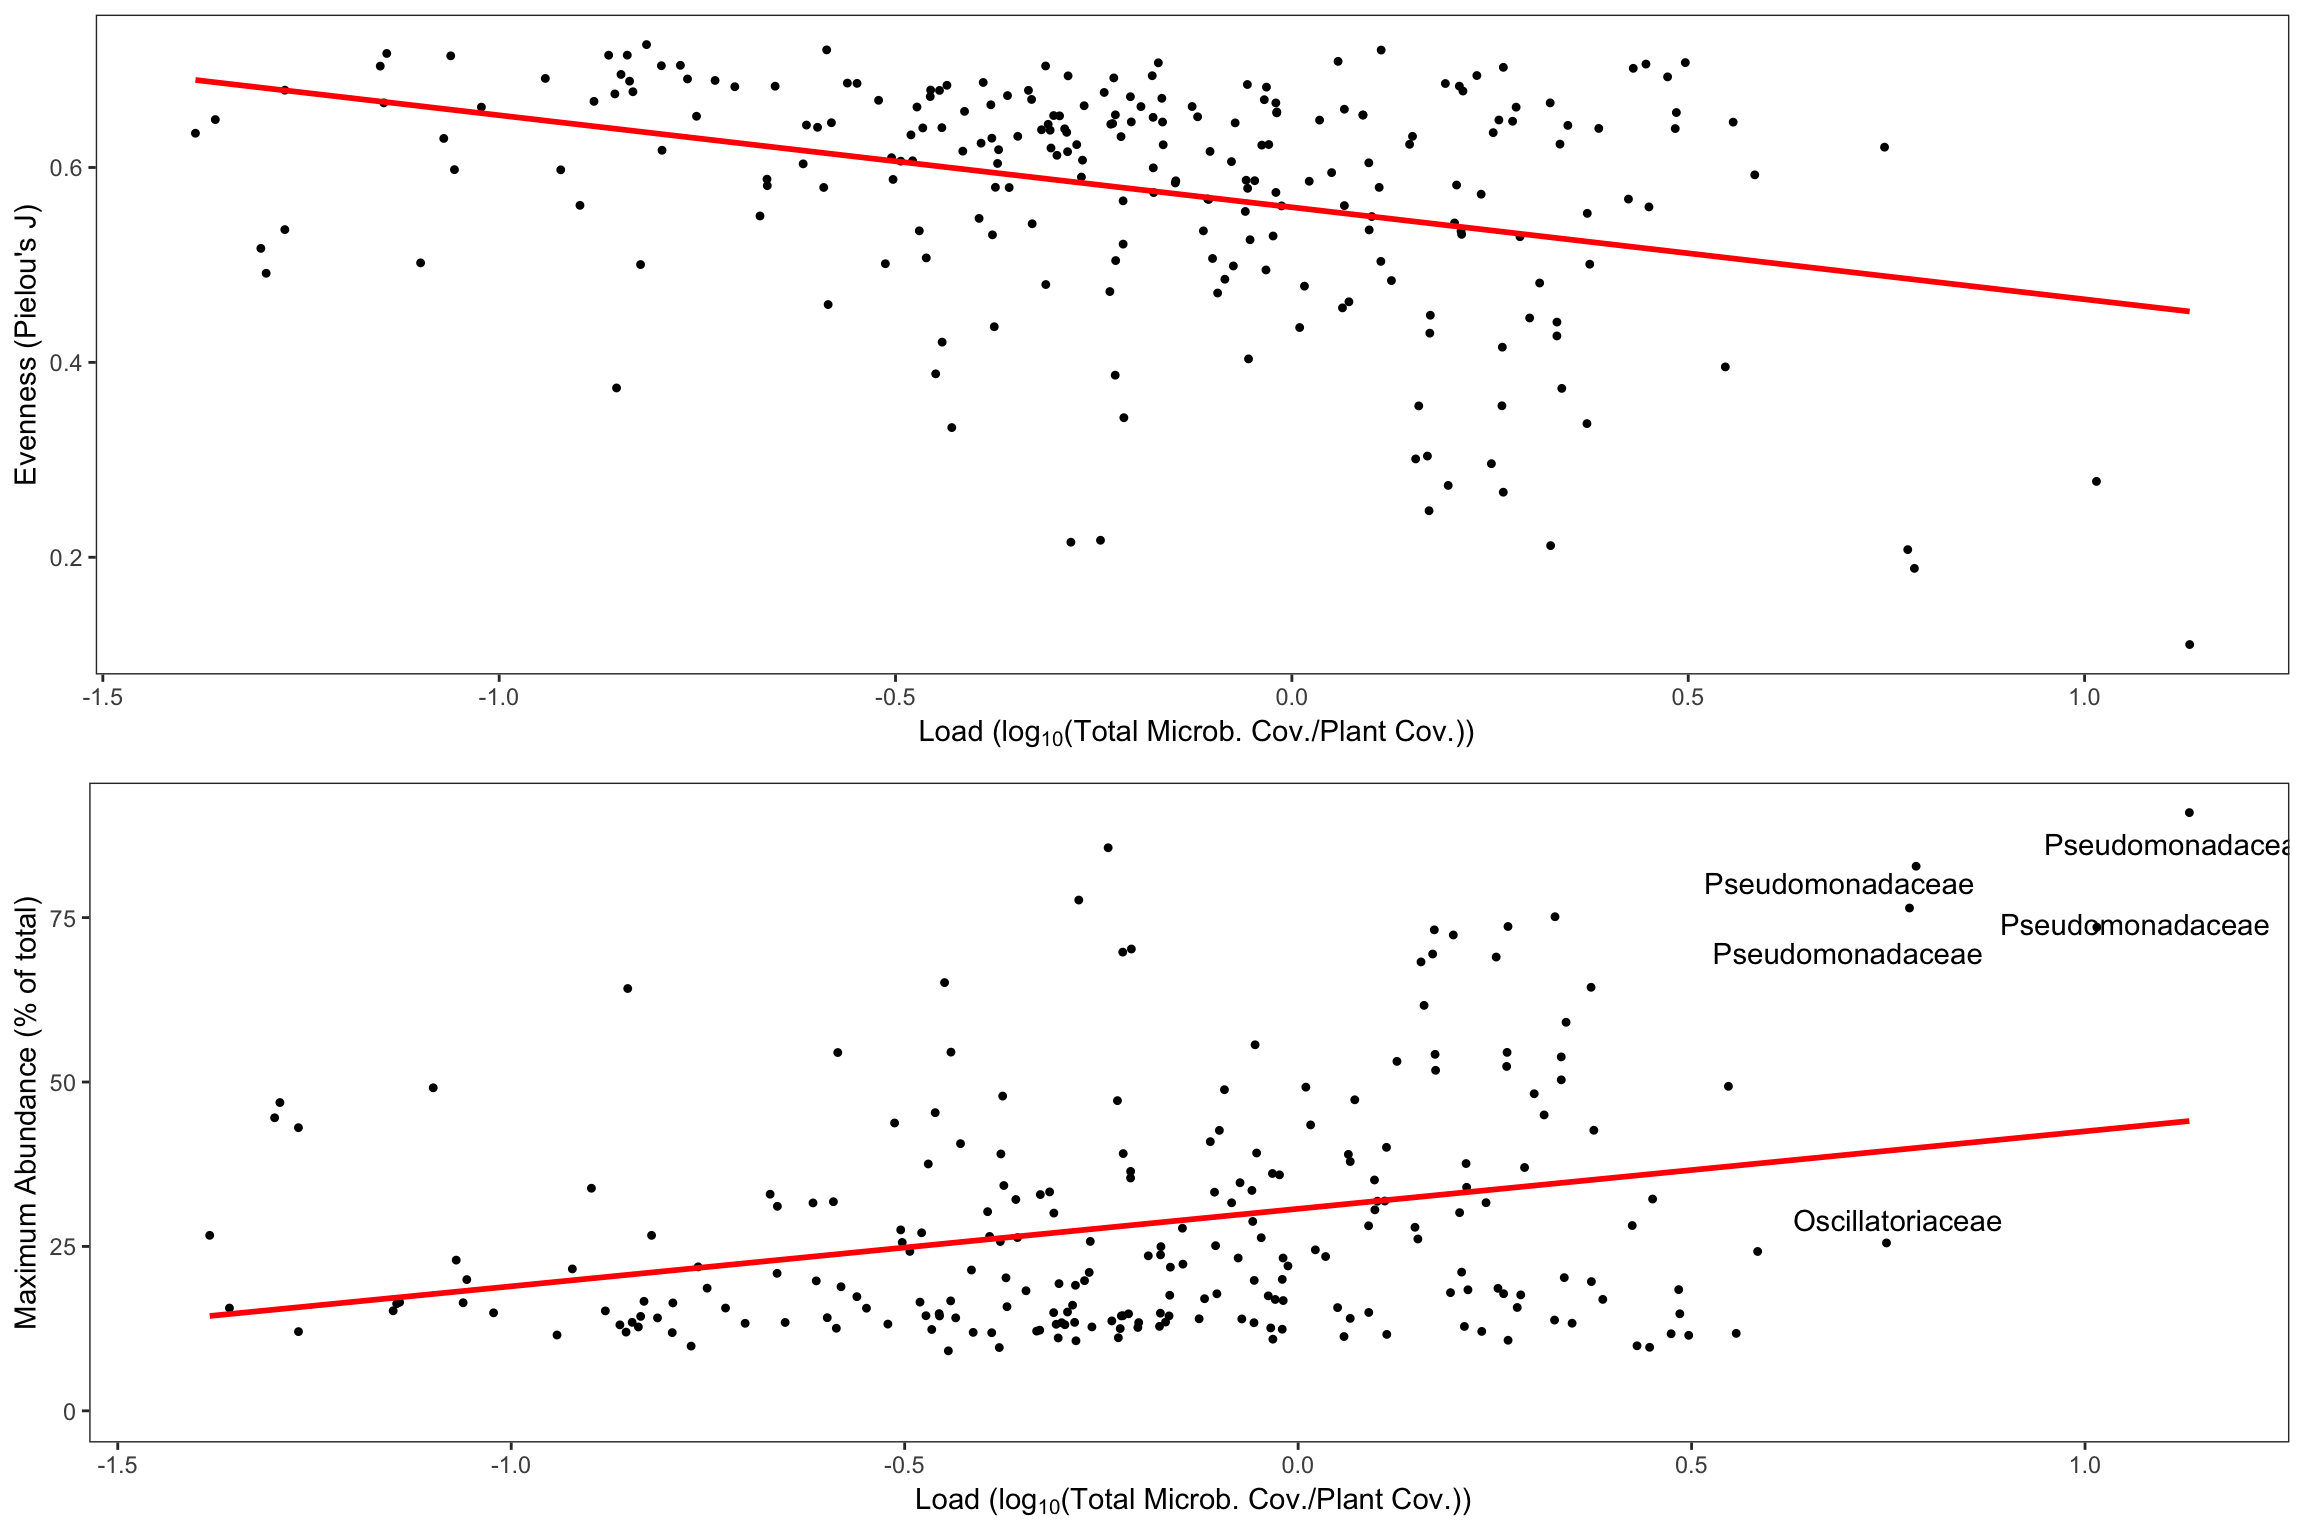 Evenness (Pielou's J)
0.6
0.4
0.2
-1.5 -1.0 -0.5 0.0 0.5 1.0
Load (log10(Total Microb. Cov./Plant Cov.))
Maximum Abundance (% of total)
75
50
25
0
Pseudomonadacea
Pseudomonadaceae
Pseudomonadaceae
Pseudomonadaceae
Oscillatoriaceae
-1.5 -1.0 -0.5 0.0 0.5 1.0
Load (log10(Total Microb. Cov./Plant Cov.))